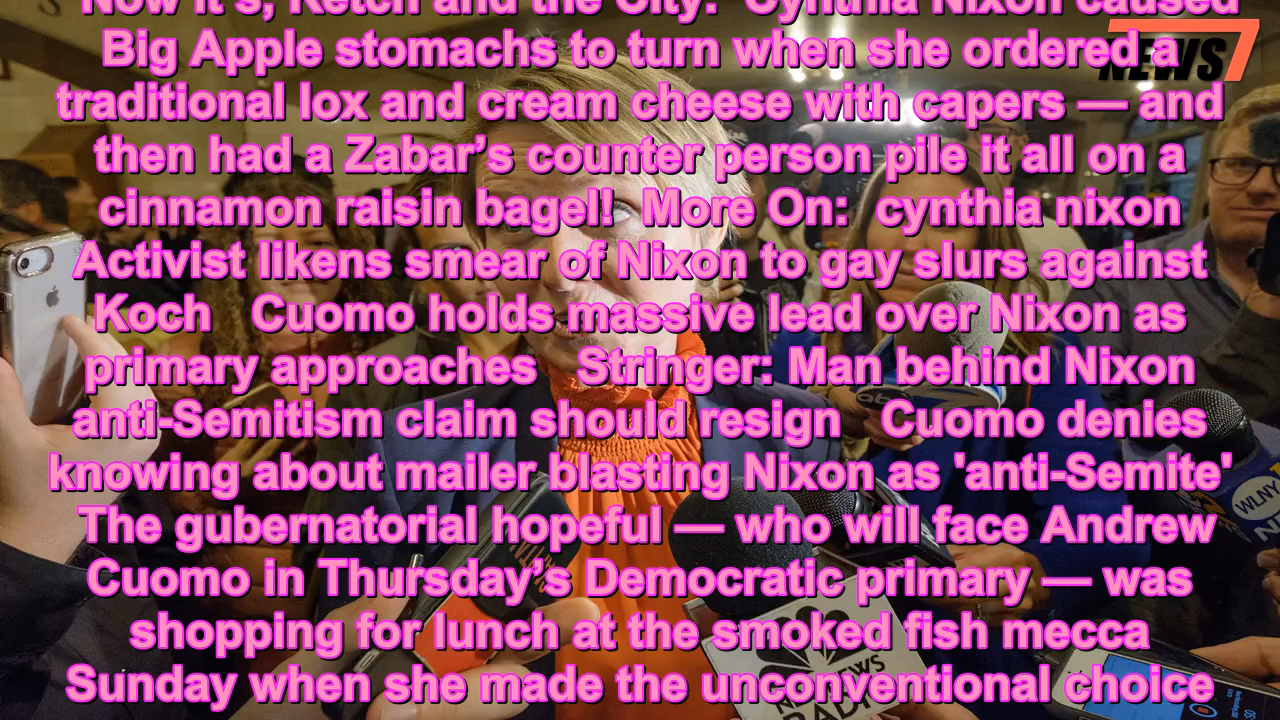 Now it's, Retch and the City! Cynthia Nixon caused
Big Apple stomachs to turn when she ordered a
NEWS7
traditional lox and cream cheese with capers — and
then had a Zabar’s counter person pile it all on a
cinnamon raisin bagel! More On: cynthia nixon
Activist likens smear of Nixon to gay slurs against
Koch Cuomo holds massive lead over Nixon as
primary approaches Stringer: Man behind Nixon
anti-Semitism claim should resign Cuomo denies
abc
knowing about mailer blasting Nixon as 'anti-Semite'
WLNY
The gubernatorial hopeful — who will face Andrew
Cuomo in Thursday’s Democratic primary — was
shopping for lunch at the smoked fish mecca
NEWS
RADIO
Sunday when she made the unconventional choice